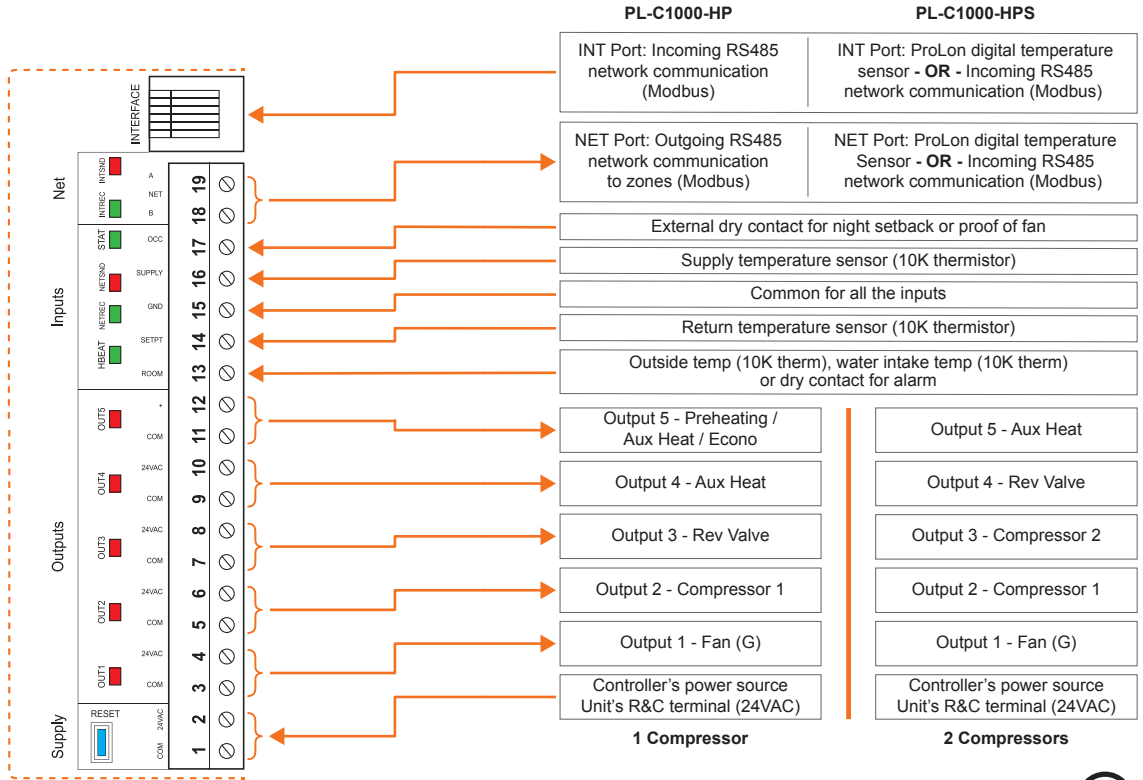 PL-C1000-HP
PL-C1000-HPS
INT Port: Incoming RS485
network communication
(Modbus)
INT Port: ProLon digital temperature
sensor - OR - Incoming RS485
network communication (Modbus)
NET Port: Outgoing RS485
network communication
to zones (Modbus)
NET Port: ProLon digital temperature
Sensor - OR - Incoming RS485
network communication (Modbus)
External dry contact for night setback or proof of fan
Supply temperature sensor (10K thermistor)
Common for all the inputs
Return temperature sensor (10K thermistor)
Outside temp (10K therm), water intake temp (10K therm)
or dry contact for alarm
Output 5 - Preheating /
Aux Heat / Econo
Output 5 - Aux Heat
Output 4 - Aux Heat
Output 4 - Rev Valve
Output 3 - Rev Valve
Output 3 - Compressor 2
Output 2 - Compressor 1
Output 2 - Compressor 1
Output 1 - Fan (G)
Output 1 - Fan (G)
Controller's power source
Unit's R&C terminal (24VAC)
Controller's power source
Unit's R&C terminal (24VAC)
1 Compressor
2 Compressors
INTERFACE
Net
INTSND
INTREC
A
NET
B
19
18
Inputs
STAT
NETSND
NETREC
HBEAT
OCC
SUPPLY
GND
SETPT
ROOM
17
16
15
14
13
Outputs
OUT5
+
COM
12
11
OUT4
24VAC
COM
10
9
OUT3
24VAC
COM
8
7
OUT2
24VAC
COM
6
5
OUT1
24VAC
COM
4
3
Supply
RESET
24VAC
COM
2
1